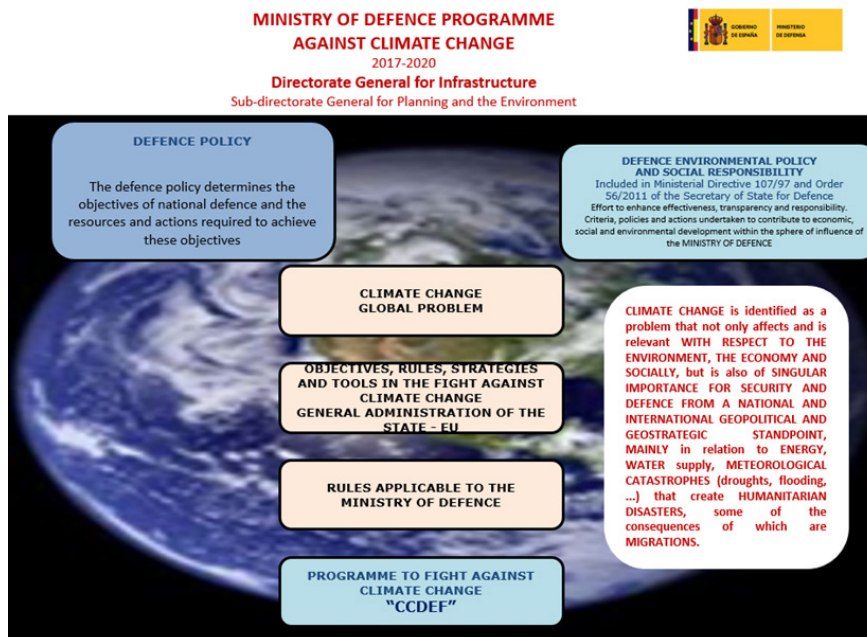 MINISTRY OF DEFENCE PROGRAMME
AGAINST CLIMATE CHANGE
2017-2020
Directorate General for Infrastructure
Sub-directorate General for Planning and the Environment
GOBIERNO
DE ESPAÑA
MINISTERIO
DE DEFENSA
DEFENCE POLICY
The defence policy determines the
objectives of national defence and the
resources and actions required to achieve
these objectives
DEFENCE ENVIRONMENTAL POLICY
AND SOCIAL RESPONSIBILITY
Included in Ministerial Directive 107/97 and Order
56/2011 of the Secretary of State for Defence
Effort to enhance effectiveness, transparency and responsibility.
Criteria, policies and actions undertaken to contribute to economic,
social and environmental development within the sphere of influence of
the MINISTRY OF DEFENCE
CLIMATE CHANGE
GLOBAL PROBLEM
OBJECTIVES, RULES, STRATEGIES
AND TOOLS IN THE FIGHT AGAINST
CLIMATE CHANGE
GENERAL ADMINISTRATION OF THE
STATE - EU
RULES APPLICABLE TO THE
MINISTRY OF DEFENCE
PROGRAMME TO FIGHT AGAINST
CLIMATE CHANGE
"CCDEF"
CLIMATE CHANGE is identified as a
problem that not only affects and is
relevant WITH RESPECT TO THE
ENVIRONMENT, THE ECONOMY AND
SOCIALLY, but is also of SINGULAR
IMPORTANCE FOR SECURITY AND
DEFENCE FROM A NATIONAL AND
INTERNATIONAL GEOPOLITICAL AND
GEOSTRATEGIC STANDPOINT,
MAINLY in relation to ENERGY,
WATER supply, METEOROLOGICAL
CATASTROPHES (droughts, flooding,
...) that create HUMANITARIAN
DISASTERS, some of the
consequences of which are
MIGRATIONS.